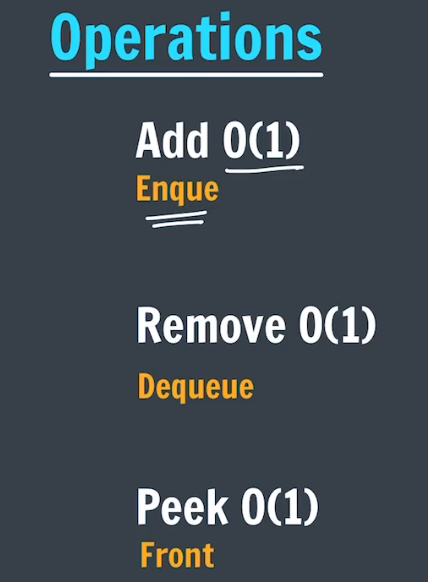 Operations
Add O(1)
Enque
Remove O(1)
Dequeue
Peek O(1)
Front